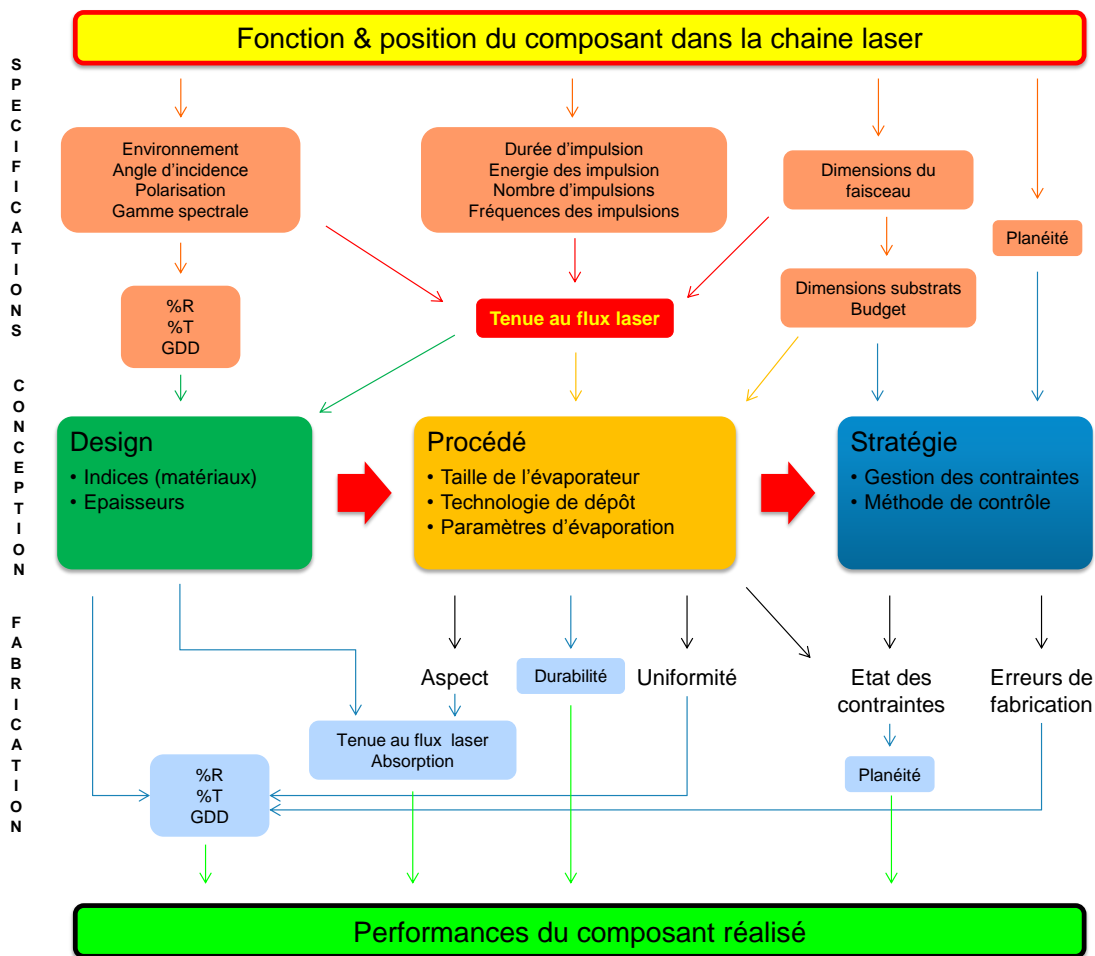 Fonction & position du composant dans la chaine laser
SPECIFICATIONS
Environnement
Angle d'incidence
Polarisation
Gamme spectrale
Durée d'impulsion
Energie des impulsion
Nombre d'impulsions
Fréquences des impulsions
Dimensions du
faisceau
Planéité
%R
%T
GDD
Tenue au flux laser
Dimensions substrats
Budget
CONCEPTION
Design
• Indices (matériaux)
• Epaisseurs
Procédé
• Taille de l'évaporateur
• Technologie de dépôt
• Paramètres d'évaporation
Stratégie
• Gestion des contraintes
• Méthode de contrôle
FABRICATION
Aspect
Durabilité
Uniformité
Etat des
contraintes
Erreurs de
fabrication
Tenue au flux laser
Absorption
%R
%T
GDD
Planéité
Performances du composant réalisé